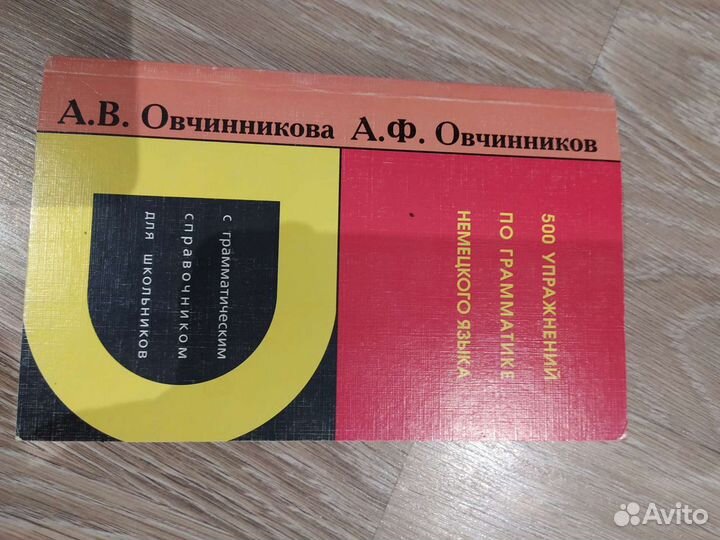 А.В. Овчинникова А.Ф. Овчинников
500 УПРАЖНЕНИЙ
ПО ГРАММАТИКЕ
НЕМЕЦКОГО ЯЗЫКА
с грамматическим
справочником
для школьников
Avito